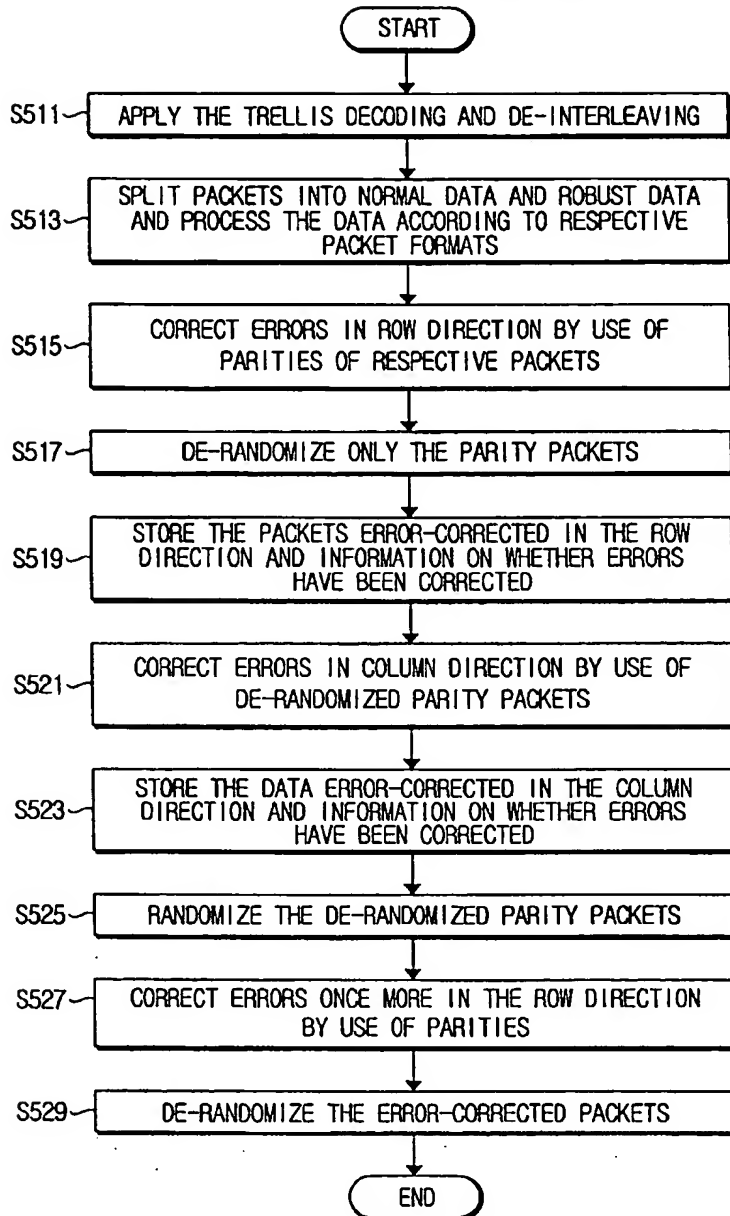 START
S511 APPLY THE TRELLIS DECODING AND DE-INTERLEAVING
SPLIT PACKETS INTO NORMAL DATA AND ROBUST DATA
S513 AND PROCESS THE DATA ACCORDING TO RESPECTIVE
PACKET FORMATS
CORRECT ERRORS IN ROW DIRECTION BY USE OF
S515 PARITIES OF RESPECTIVE PACKETS
S517 DE-RANDOMIZE ONLY THE PARITY PACKETS
STORE THE PACKETS ERROR-CORRECTED IN THE ROW
S519 DIRECTION AND INFORMATION ON WHETHER ERRORS
HAVE BEEN CORRECTED
CORRECT ERRORS IN COLUMN DIRECTION BY USE OF
S521 DE-RANDOMIZED PARITY PACKETS
STORE THE DATA ERROR-CORRECTED IN THE COLUMN
S523 DIRECTION AND INFORMATION ON WHETHER ERRORS
HAVE BEEN CORRECTED
S525 RANDOMIZE THE DE-RANDOMIZED PARITY PACKETS
S527 CORRECT ERRORS ONCE MORE IN THE ROW DIRECTION
BY USE OF PARITIES
S529 DE-RANDOMIZE THE ERROR-CORRECTED PACKETS
END